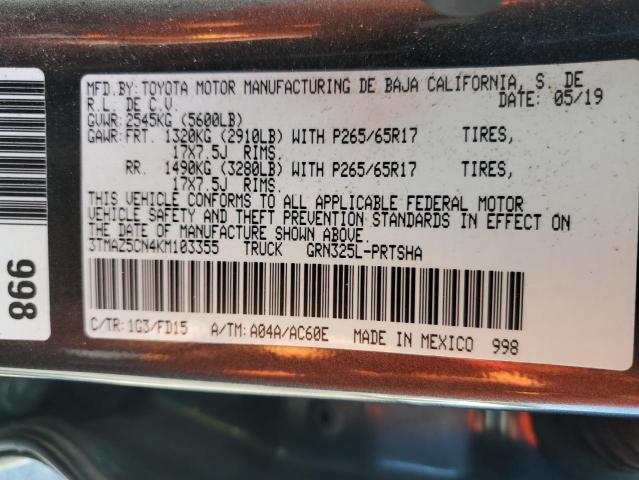 MFD.BY:TOYOTA MOTOR MANUFACTURING DE BAJA CALIFORNIA, S. DE
R.L. DE C.V. DATE: 05/19
GVWR:2545KG (5600LB)
GAWR:FRT. 1320KG (2910LB) WITH P265/65R17 TIRES,
17X7.5J RIMS.
RR. 1490KG (3280LB) WITH P265/65R17 TIRES,
17X7.5J RIMS.
THIS VEHICLE CONFORMS TO ALL APPLICABLE FEDERAL MOTOR
VEHICLE SAFETY AND THEFT PREVENTION STANDARDS IN EFFECT ON
THE DATE OF MANUFACTURE SHOWN ABOVE.
3TMAZ5CN4KM103355 TRUCK GRN325L-PRTSHA
C/TR:1G3/FD15 A/TM:A04A/AC60E MADE IN MEXICO 998
998